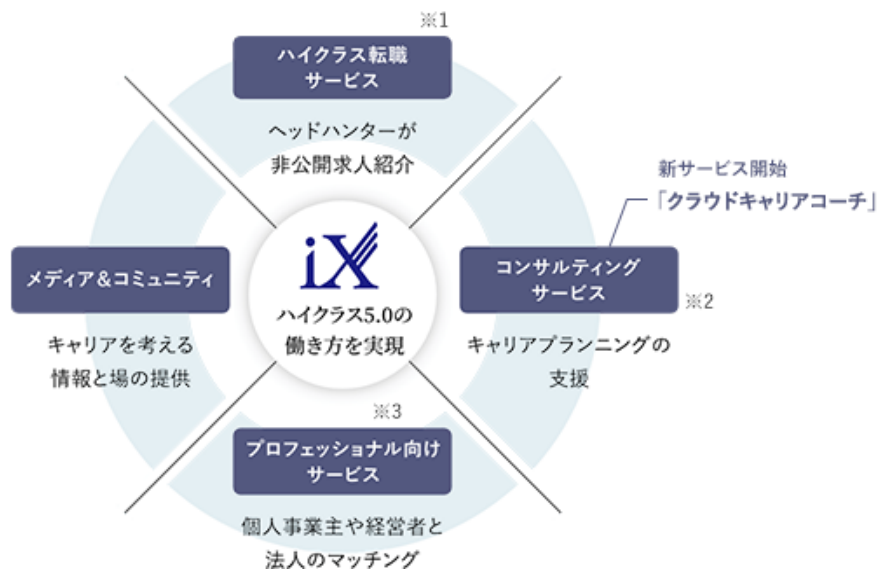 ※1
ハイクラス転職
サービス
ヘッドハンターが
非公開求人紹介
新サービス開始
「クラウドキャリアコーチ」
メディア&コミュニティ
キャリアを考える
情報と場の提供
iX
ハイクラス5.0の
働き方を実現
コンサルティング
サービス
※2
キャリアプランニングの
支援
※3
プロフェッショナル向け
サービス
個人事業主や経営者と
法人のマッチング